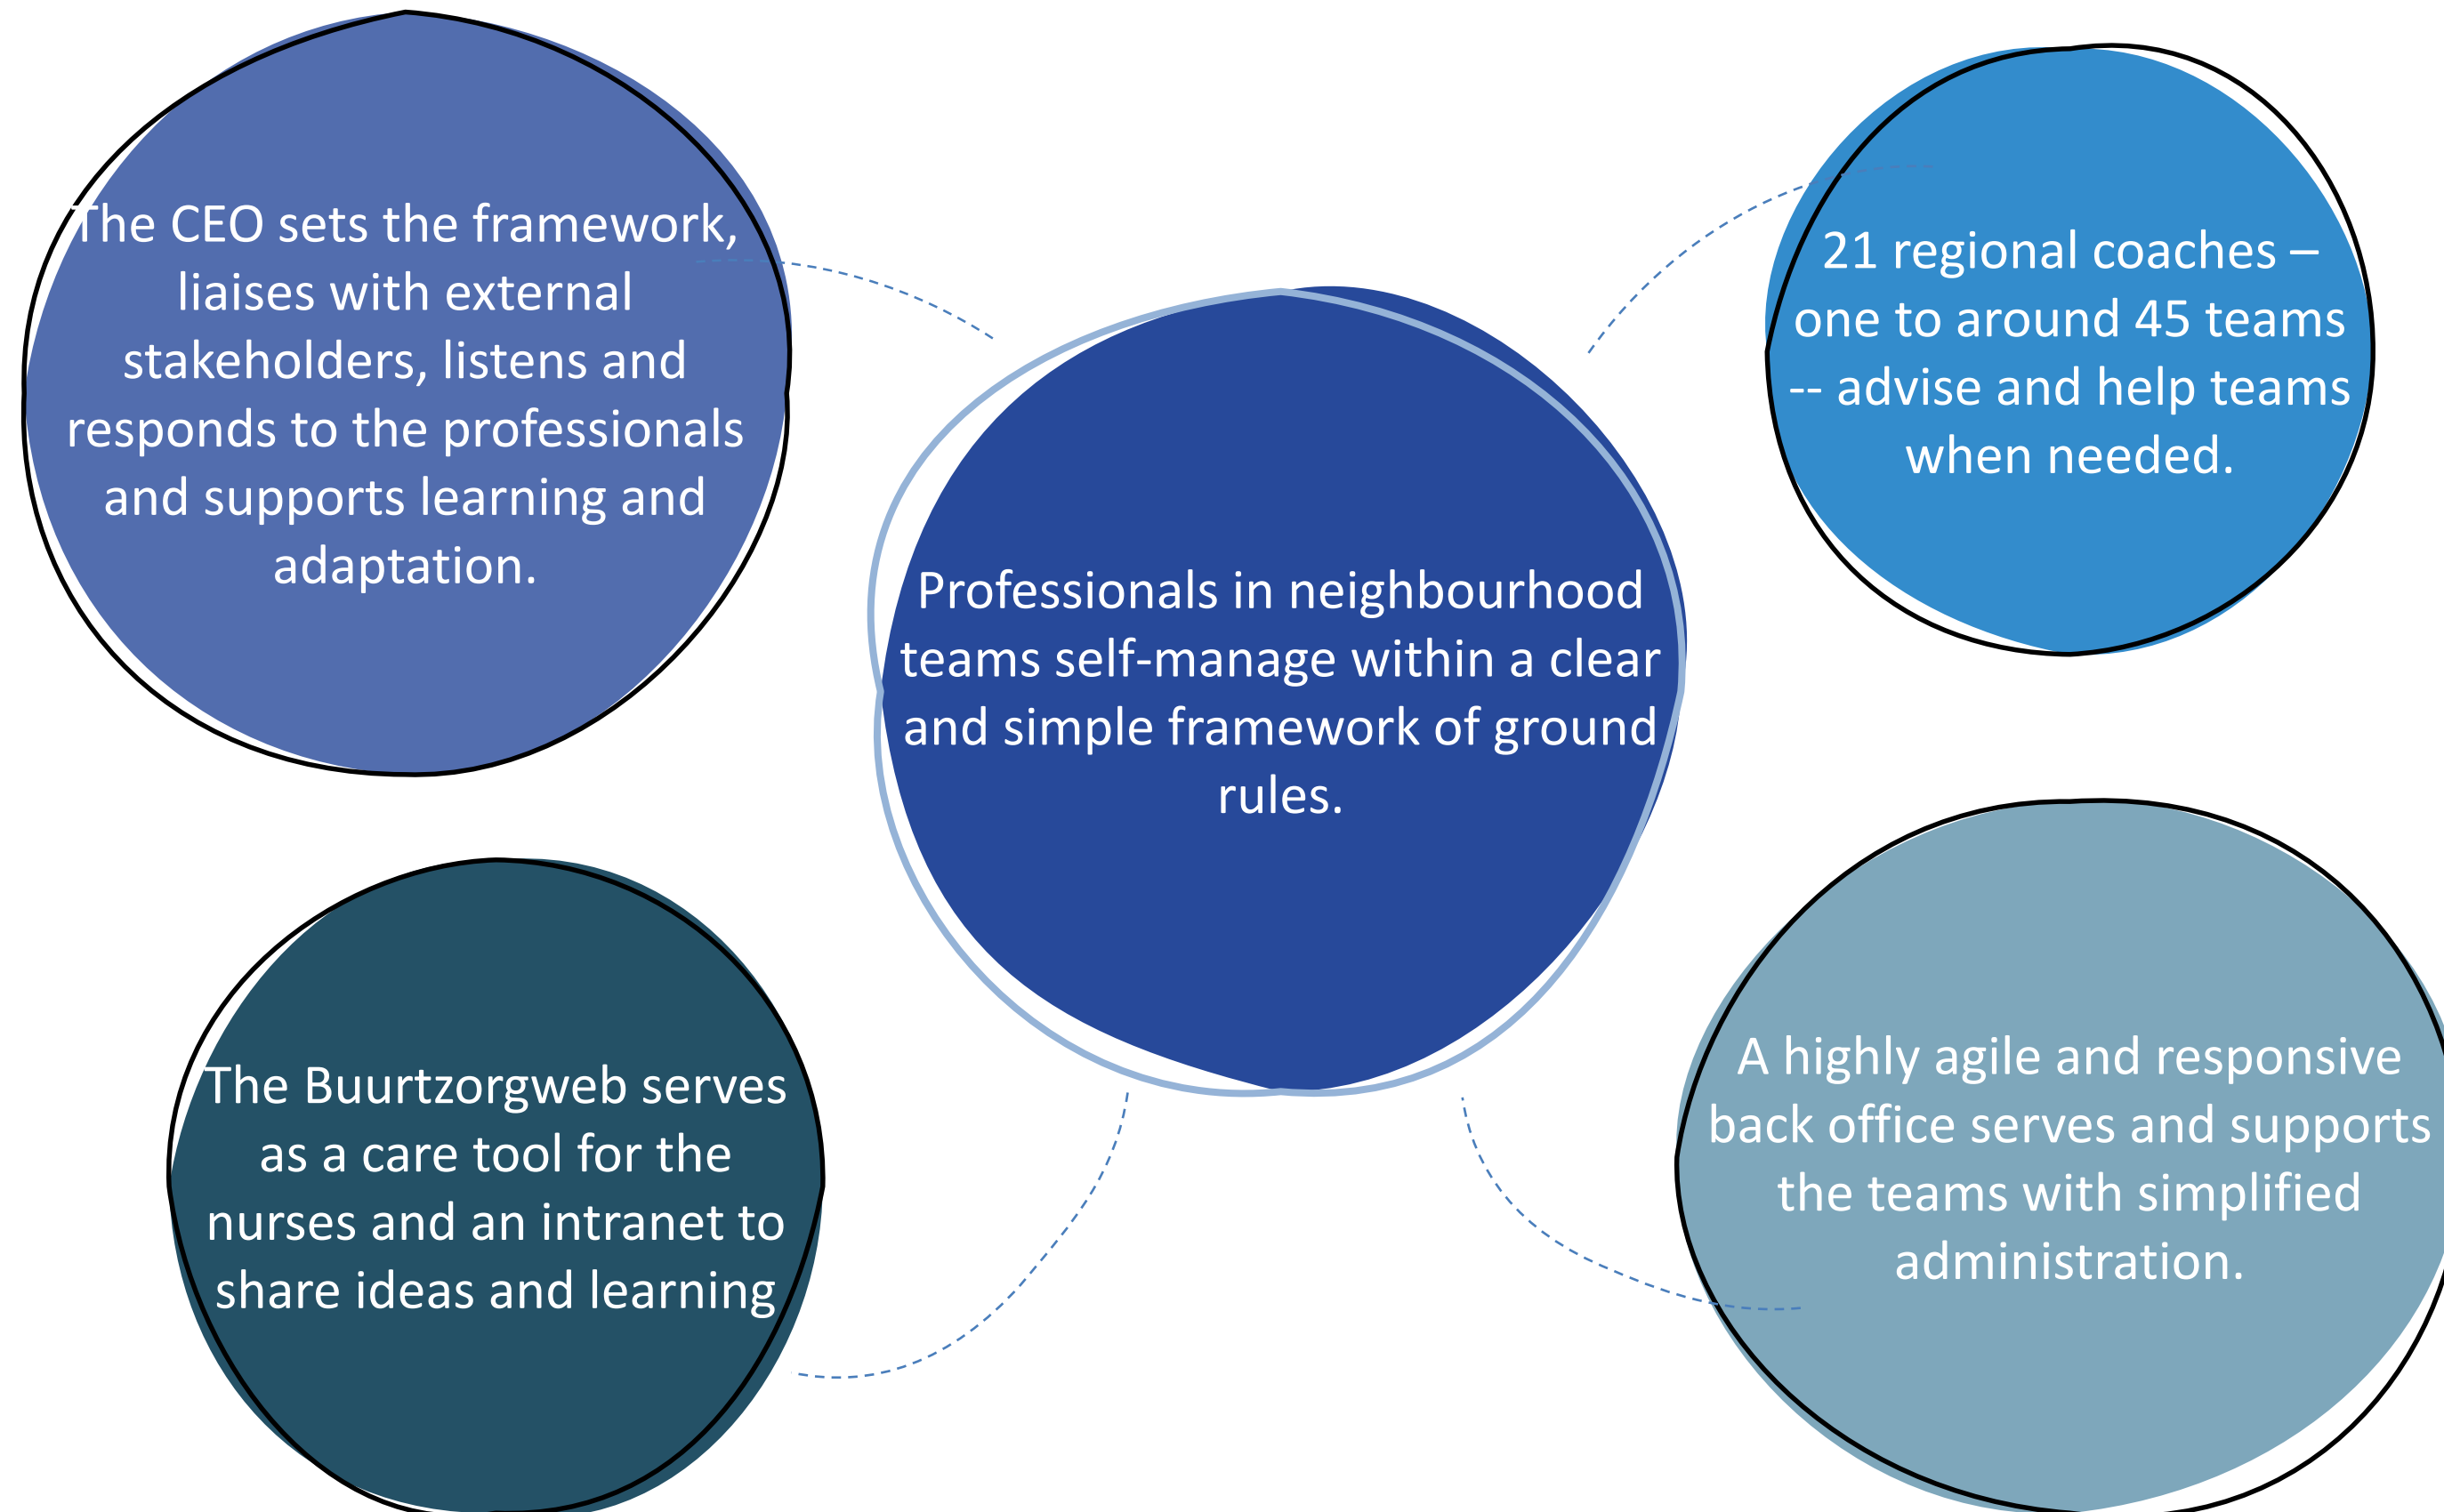 The CEO sets the framework,
liaises with external
stakeholders, listens and
responds to the professionals
and supports learning and
adaptation.
21 regional coaches –
one to around 45 teams
-- advise and help teams
when needed.
Professionals in neighbourhood
teams self-manage within a clear
and simple framework of ground
rules.
The Buurtzorgweb serves
as a care tool for the
nurses and an intranet to
share ideas and learning
A highly agile and responsive
back office serves and supports
the teams with simplified
administration.